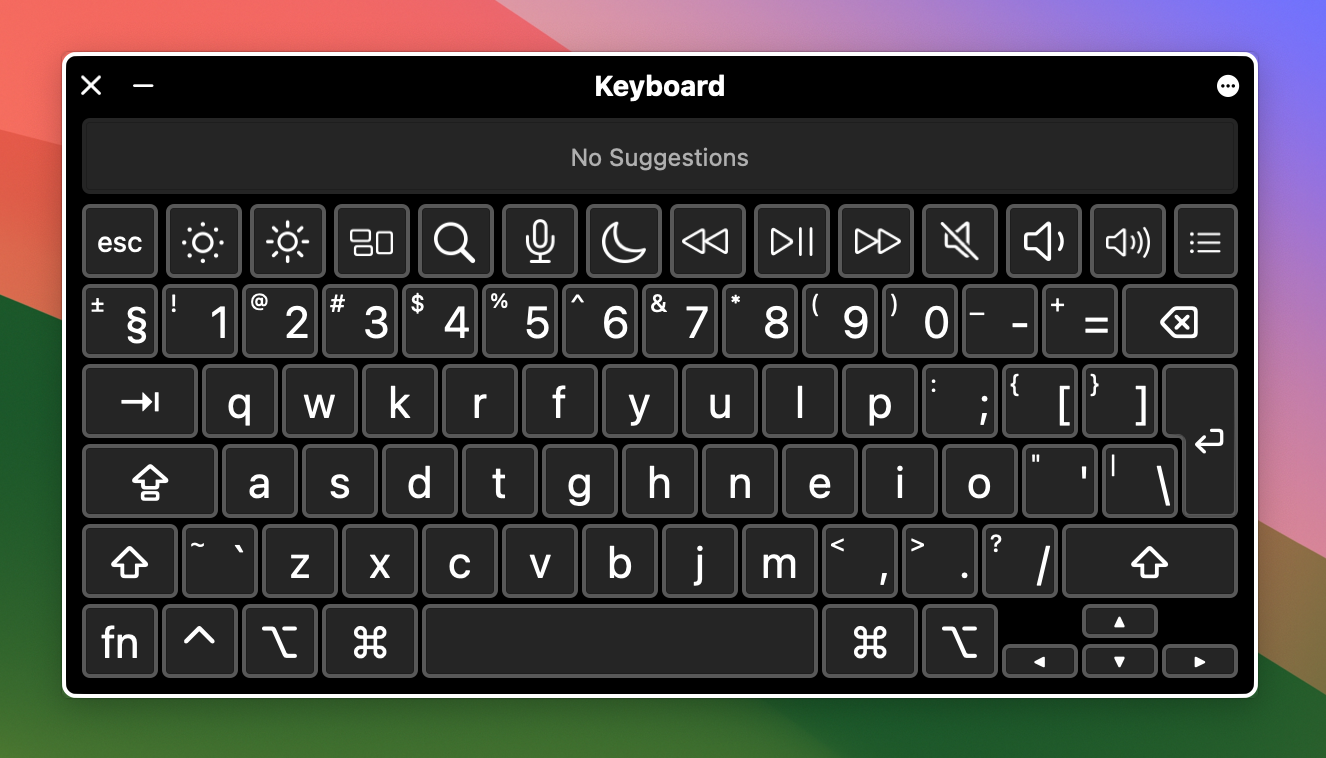 Keyboard
No Suggestions
esc
± § ! 1 @ 2 # 3 $ 4 % 5 ^ 6 & 7 * 8 ( 9 ) 0 _ - + =
q w k r f y u l p : ; { [ } ]
a s d t g h n e i o " ' | \
~ ` z x c v b j m < , > . ? /
fn ^ ⌥ ⌘ ⌘ ⌥